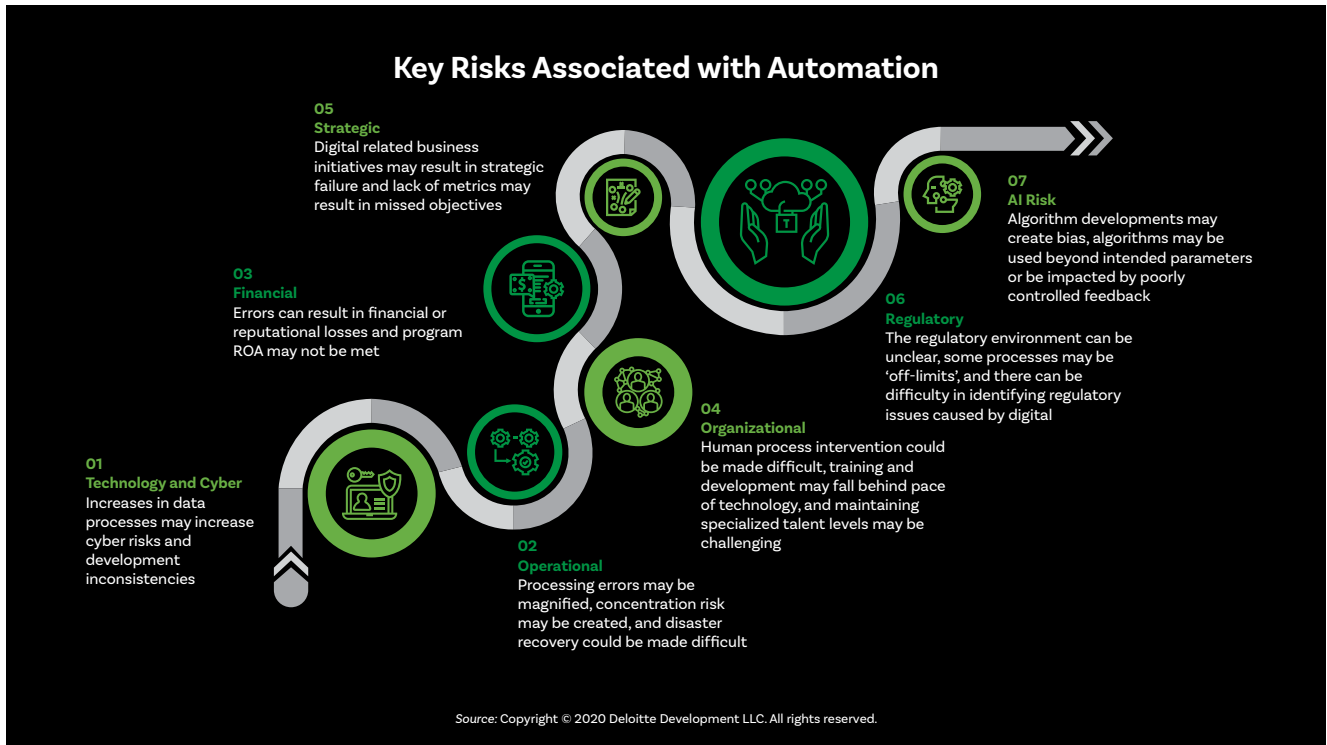 Key Risks Associated with Automation
01
Technology and Cyber
Increases in data
processes may increase
cyber risks and
development
inconsistencies
02
Operational
Processing errors may be
magnified, concentration risk
may be created, and disaster
recovery could be made difficult
03
Financial
Errors can result in financial or
reputational losses and program
ROA may not be met
04
Organizational
Human process intervention could
be made difficult, training and
development may fall behind pace
of technology, and maintaining
specialized talent levels may be
challenging
05
Strategic
Digital related business
initiatives may result in strategic
failure and lack of metrics may
result in missed objectives
06
Regulatory
The regulatory environment can be
unclear, some processes may be
‘off-limits’, and there can be
difficulty in identifying regulatory
issues caused by digital
07
AI Risk
Algorithm developments may
create bias, algorithms may be
used beyond intended parameters
or be impacted by poorly
controlled feedback
Source: Copyright © 2020 Deloitte Development LLC. All rights reserved.